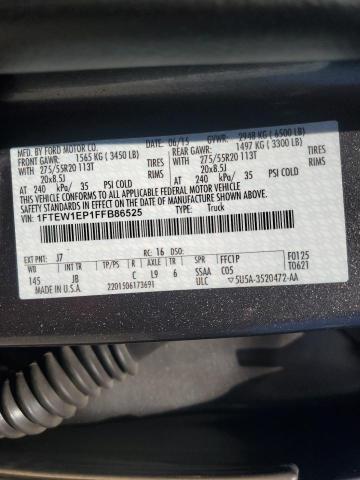 MFD. BY FORD MOTOR CO.
DATE: 06/15 GVWR: 2948 KG (6500 LB)
FRONT GAWR: 1565 KG (3450 LB) REAR GAWR: 1497 KG (3300 LB)
WITH 275/55R20 113T TIRES WITH 275/55R20 113T TIRES
20x8.5J RIMS 20x8.5J RIMS
AT 240 kPa/ 35 PSI COLD AT 240 kPa/ 35 PSI COLD
THIS VEHICLE CONFORMS TO ALL APPLICABLE FEDERAL MOTOR VEHICLE
SAFETY STANDARDS IN EFFECT ON THE DATE OF MANUFACTURE SHOWN ABOVE.
VIN: 1FTEW1EP1FFB86525 TYPE: Truck
EXT PNT: J7 RC: 16 DSO: F0125
WB INT TR R AXLE TR SPR FFC1P T0621
145 JB C L9 6 SSAA C05
MADE IN U.S.A. 2201506173691 ULC ▽5U5A-3520472-AA